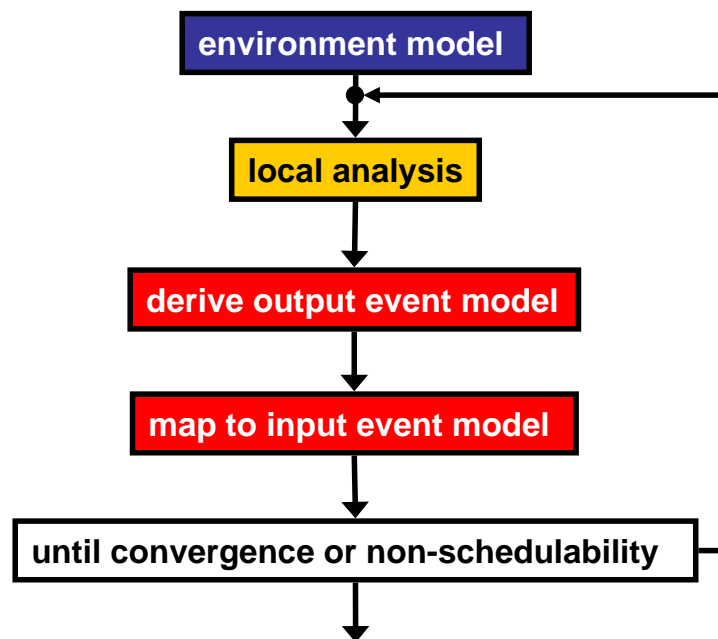 environment model
local analysis
derive output event model
map to input event model
until convergence or non-schedulability